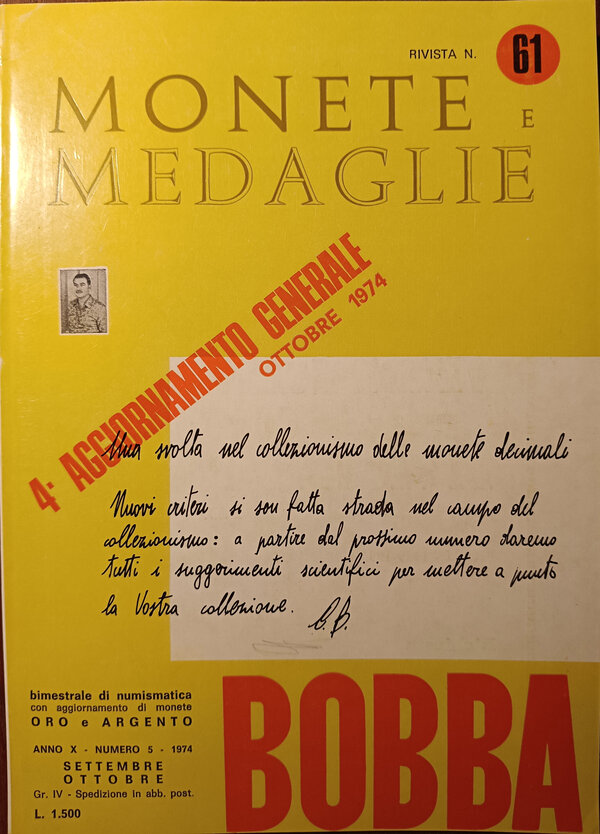 RIVISTA N. 61
MONETE E
MEDAGLIE
4° AGGIORNAMENTO GENERALE
OTTOBRE 1974
Una svolta nel collezionismo delle monete decimali
Nuovi criteri si son fatta strada nel campo del
collezionismo: a partire dal prossimo numero daremo
tutti i suggerimenti scientifici per mettere a punto
la Vostra collezione. C. B.
bimestrale di numismatica
con aggiornamento di monete
ORO e ARGENTO
ANNO X - NUMERO 5 - 1974
SETTEMBRE
OTTOBRE
Gr. IV - Spedizione in abb. post.
L. 1.500
BOBBA